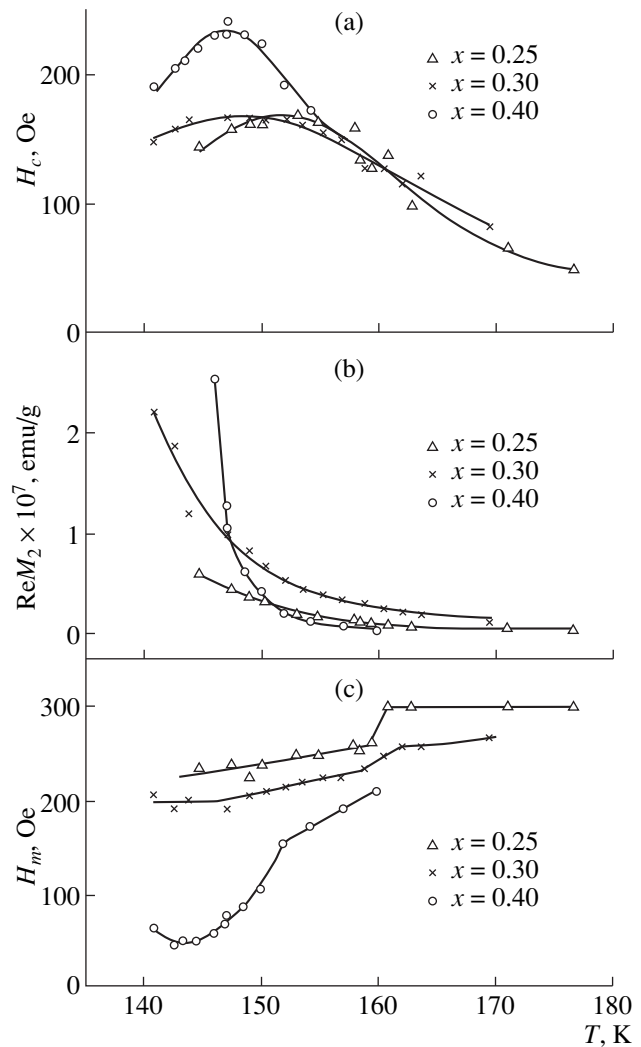 (a)
△ x = 0.25
× x = 0.30
○ x = 0.40
200
100
0
H_c, Oe
(b)
△ x = 0.25
× x = 0.30
○ x = 0.40
2
1
0
ReM_2 × 10^7, emu/g
(c)
300
200
100
0
H_m, Oe
△ x = 0.25
× x = 0.30
○ x = 0.40
140 150 160 170 180
T, K